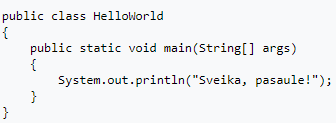 public class HelloWorld
{
    public static void main(String[] args)
    {
        System.out.println("Sveika, pasaule!");
    }
}